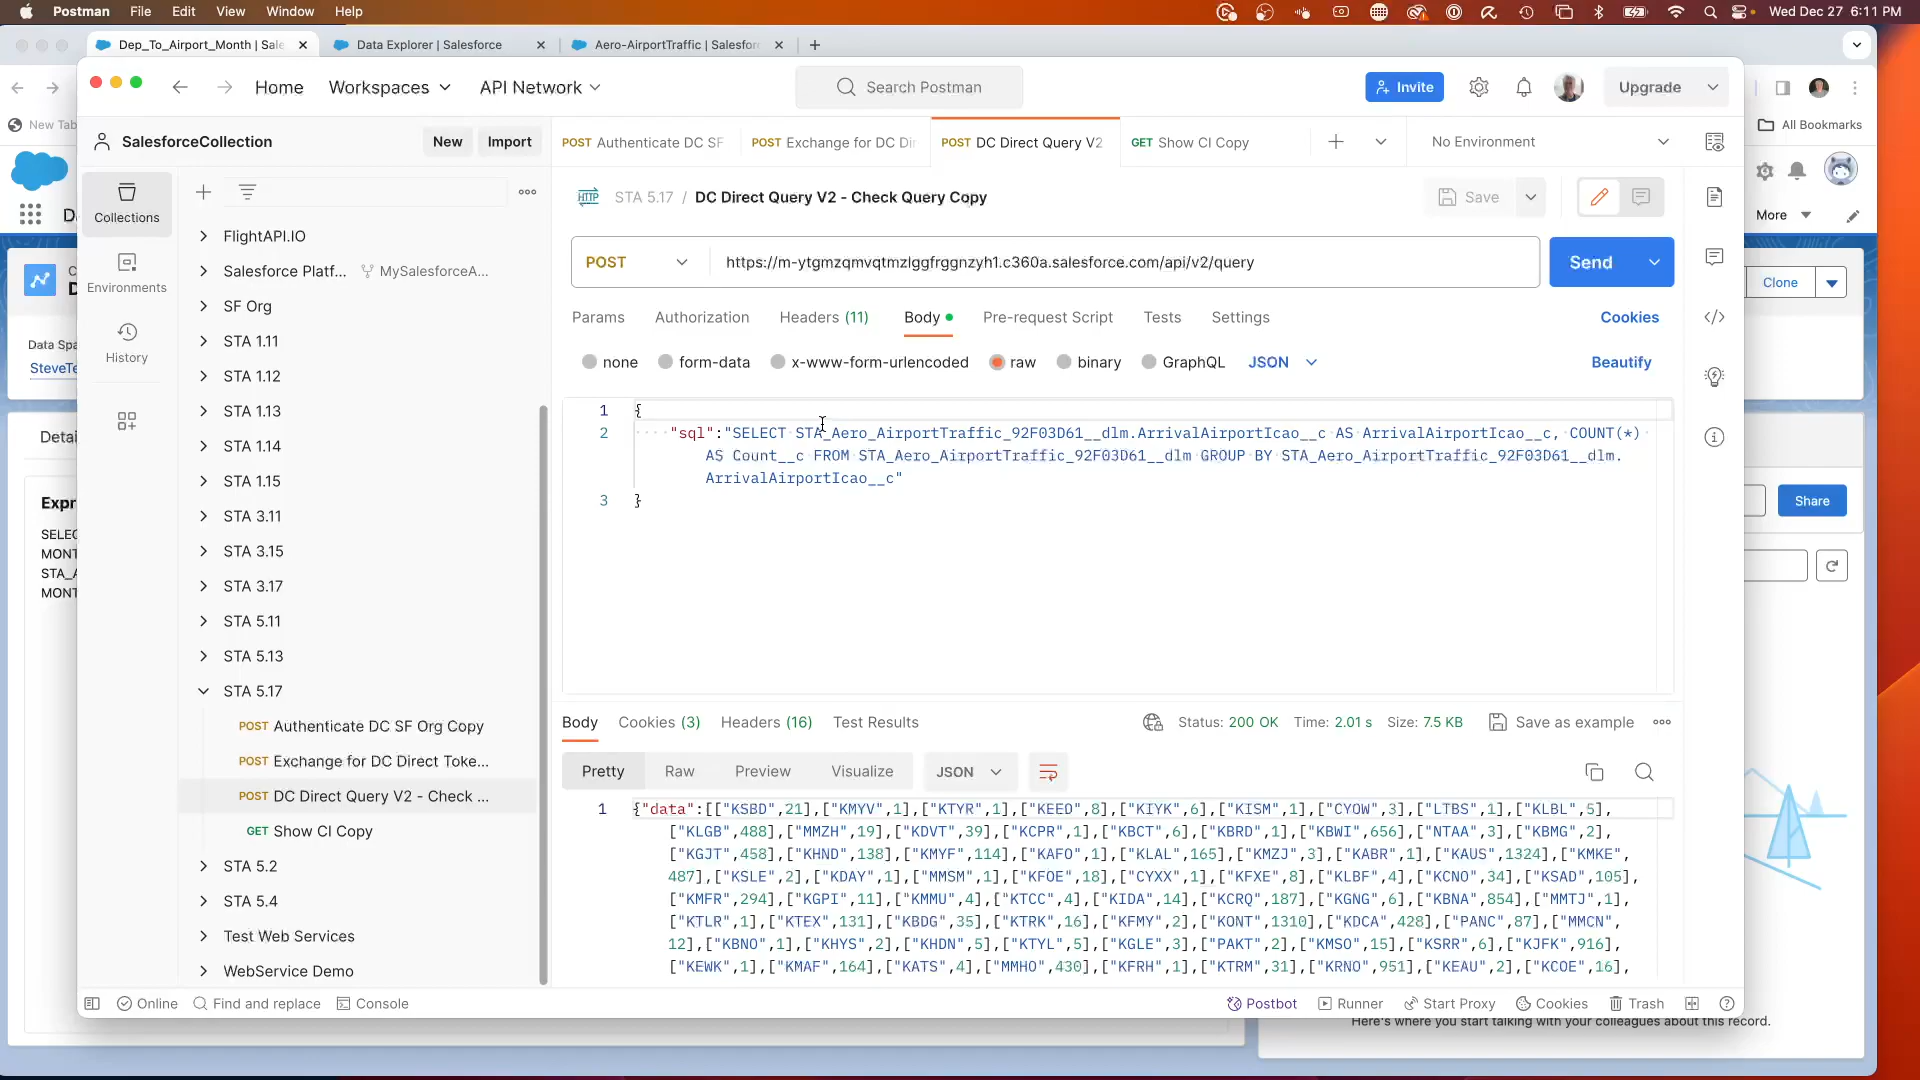 Postman File Edit View Window Help
Wed Dec 27 6:11 PM
Dep_To_Airport_Month | Sale
Data Explorer | Salesforce
Aero-AirportTraffic | Salesfor
New Tab
All Bookmarks
Home Workspaces API Network
Search Postman
Invite
Upgrade
SalesforceCollection
New Import
POST Authenticate DC SF
POST Exchange for DC Di
POST DC Direct Query V2
GET Show CI Copy
No Environment
Collections
Environments
History
FlightAPI.IO
Salesforce Platf... MySalesforceA...
SF Org
STA 1.11
STA 1.12
STA 1.13
STA 1.14
STA 1.15
STA 3.11
STA 3.15
STA 3.17
STA 5.11
STA 5.13
STA 5.17
POST Authenticate DC SF Org Copy
POST Exchange for DC Direct Toke...
POST DC Direct Query V2 - Check ...
GET Show CI Copy
STA 5.2
STA 5.4
Test Web Services
WebService Demo
STA 5.17 / DC Direct Query V2 - Check Query Copy
Save
POST
https://m-ytgmzqmvqtmzlggfrggnzyh1.c360a.salesforce.com/api/v2/query
Send
Params Authorization Headers (11) Body Pre-request Script Tests Settings
Cookies
none form-data x-www-form-urlencoded raw binary GraphQL JSON
Beautify
1 {
2 "sql":"SELECT STA_Aero_AirportTraffic_92F03D61__dlm.ArrivalAirportIcao__c AS ArrivalAirportIcao__c, COUNT(*)
AS Count__c FROM STA_Aero_AirportTraffic_92F03D61__dlm GROUP BY STA_Aero_AirportTraffic_92F03D61__dlm.
ArrivalAirportIcao__c"
3 }
Body Cookies (3) Headers (16) Test Results
Status: 200 OK Time: 2.01 s Size: 7.5 KB
Save as example
Pretty Raw Preview Visualize JSON
1 {"data":[["KSBD",21],["KMYV",1],["KTYR",1],["KEED",8],["KIYK",6],["KISM",1],["CYOW",3],["LTBS",1],["KLBL",5],
["KLGB",488],["MMZH",19],["KDVT",39],["KCPR",1],["KBCT",6],["KBRD",1],["KBWI",656],["NTAA",3],["KBMG",2],
["KGJT",458],["KHND",138],["KMYF",114],["KAFO",1],["KLAL",165],["KMZJ",3],["KABR",1],["KAUS",1324],["KMKE",
487],["KSLE",2],["KDAY",1],["MMSM",1],["KFOE",18],["CYXX",1],["KFXE",8],["KLBF",4],["KCNO",34],["KSAD",105],
["KMFR",294],["KGPI",11],["KMMU",4],["KTCC",4],["KIDA",14],["KCRQ",187],["KGNG",6],["KBNA",854],["MMTJ",1],
["KTLR",1],["KTEX",131],["KBDG",35],["KTRK",16],["KFMY",2],["KONT",1310],["KDCA",428],["PANC",87],["MMCN",
12],["KBNO",1],["KHYS",2],["KHDN",5],["KTYL",5],["KGLE",3],["PAKT",2],["KMSO",15],["KSRR",6],["KJFK",916],
["KEWK",1],["KMAF",164],["KATS",4],["MMHO",430],["KFRH",1],["KTRM",31],["KRNO",951],["KEAU",2],["KCOE",16],
Online Find and replace Console
Postbot Runner Start Proxy Cookies Trash
Data Spa
SteveTe
Detai
Expr
SELEC
MONT
STA_A
MONT
More
Clone
Share
Here's where you start talking with your colleagues about this record.